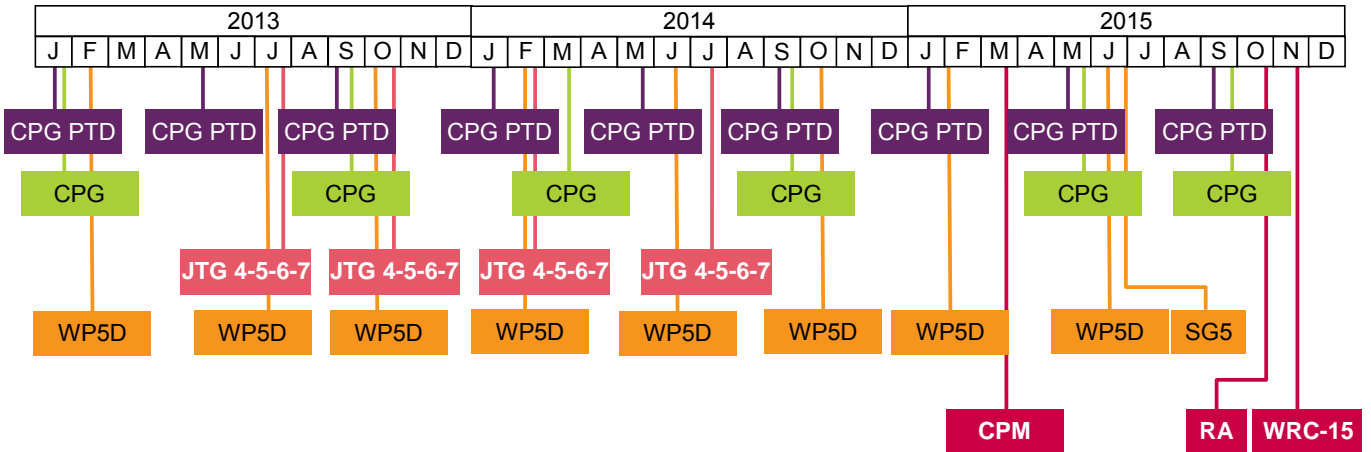 2013 2014 2015
J F M A M J J A S O N D J F M A M J J A S O N D J F M A M J J A S O N D
CPG PTD CPG PTD CPG PTD CPG PTD CPG PTD CPG PTD CPG PTD CPG PTD CPG PTD
CPG CPG CPG CPG CPG CPG
JTG 4-5-6-7 JTG 4-5-6-7 JTG 4-5-6-7 JTG 4-5-6-7
WP5D WP5D WP5D WP5D WP5D WP5D WP5D WP5D SG5
CPM RA WRC-15